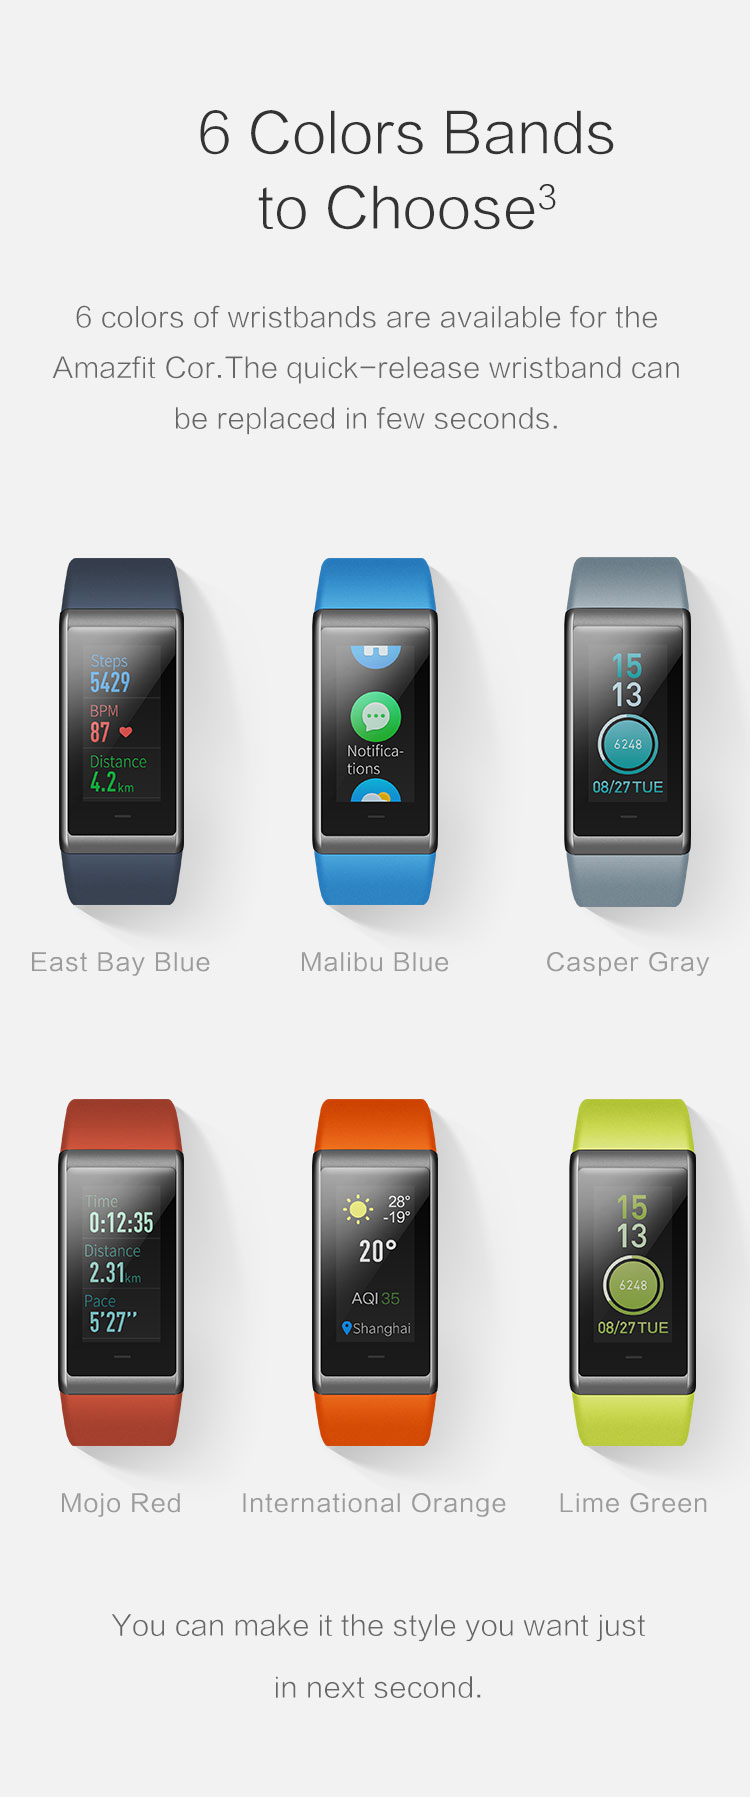 6 Colors Bands
to Choose³
6 colors of wristbands are available for the
Amazfit Cor.The quick-release wristband can
be replaced in few seconds.
Steps
5429
BPM
87
Distance
4.2km
Notifica-
tions
15
13
6248
08/27TUE
East Bay Blue
Malibu Blue
Casper Gray
Time
0:12:35
Distance
2.31km
Pace
5'27''
28°
-19°
20°
AQI 35
Shanghai
15
13
6248
08/27TUE
Mojo Red
International Orange
Lime Green
You can make it the style you want just
in next second.